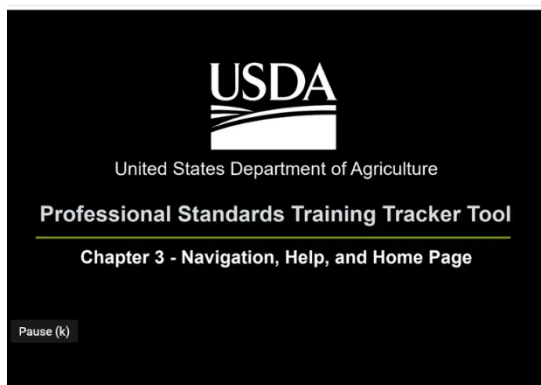 USDA
United States Department of Agriculture
Professional Standards Training Tracker Tool
Chapter 3 - Navigation, Help, and Home Page
Pause (k)